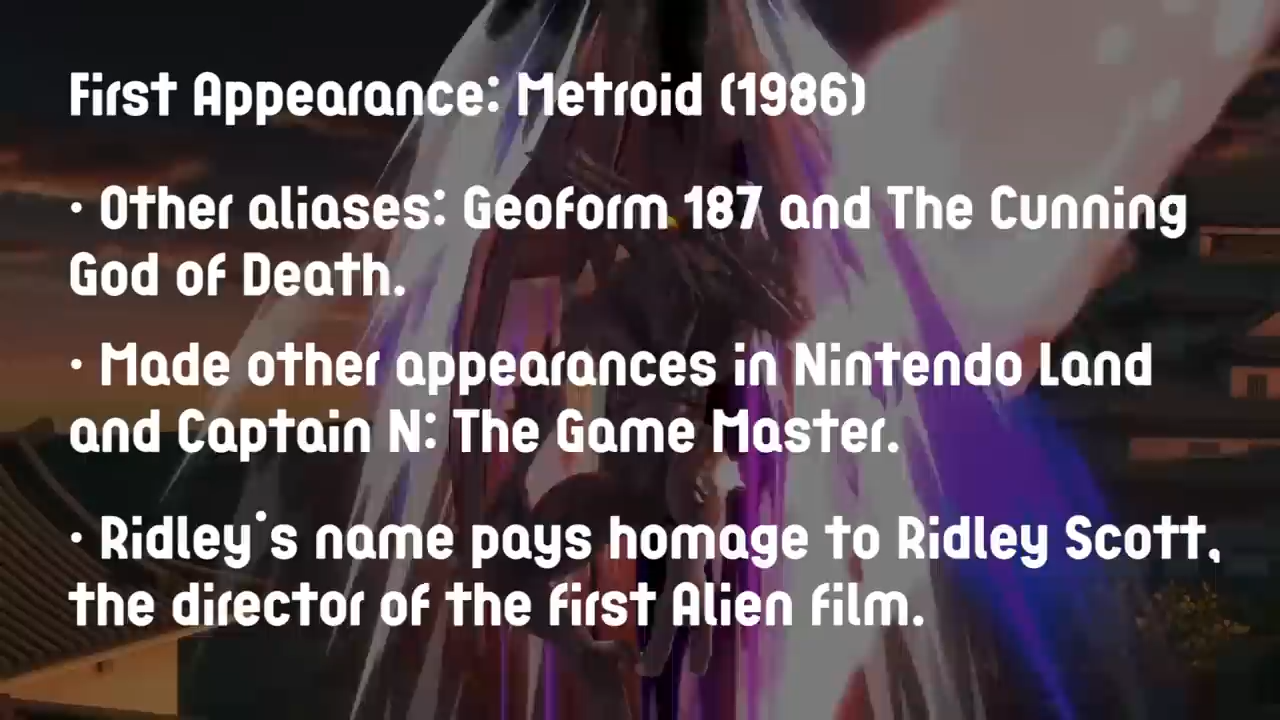 First Appearance: Metroid (1986)
· Other aliases: Geoform 187 and The Cunning
God of Death.
· Made other appearances in Nintendo Land
and Captain N: The Game Master.
· Ridley's name pays homage to Ridley Scott,
the director of the first Alien film.